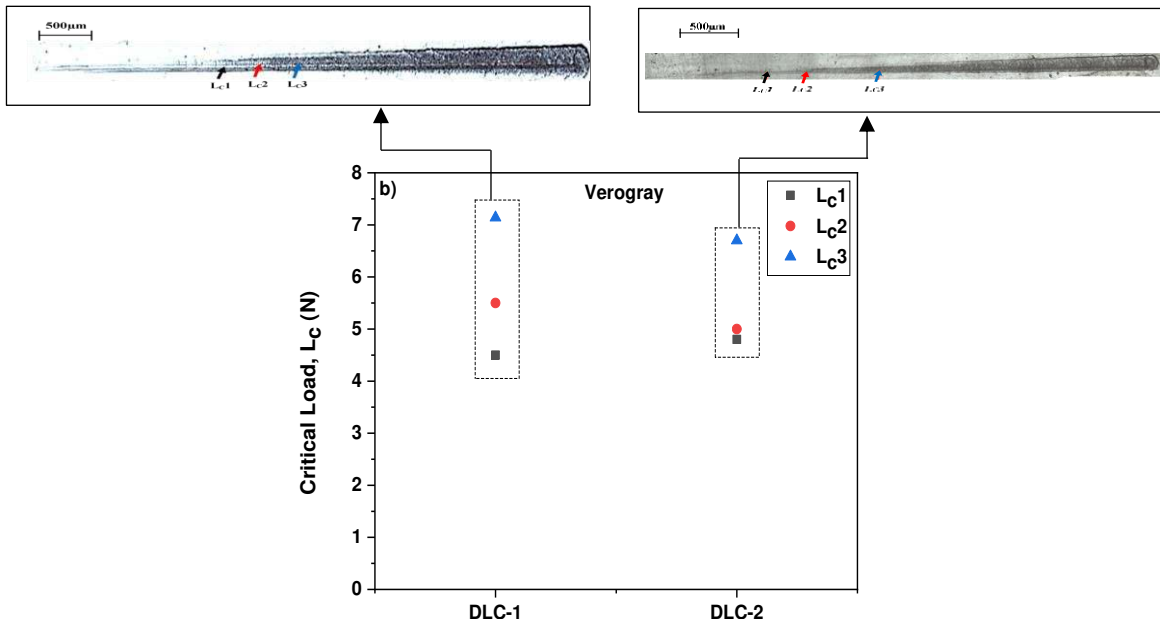 500µm
Lc1 Lc2 Lc3
500µm
Lc1 Lc2 Lc3
b) Verogray
Lc1
Lc2
Lc3
Critical Load, Lc (N)
8
7
6
5
4
3
2
1
0
DLC-1 DLC-2